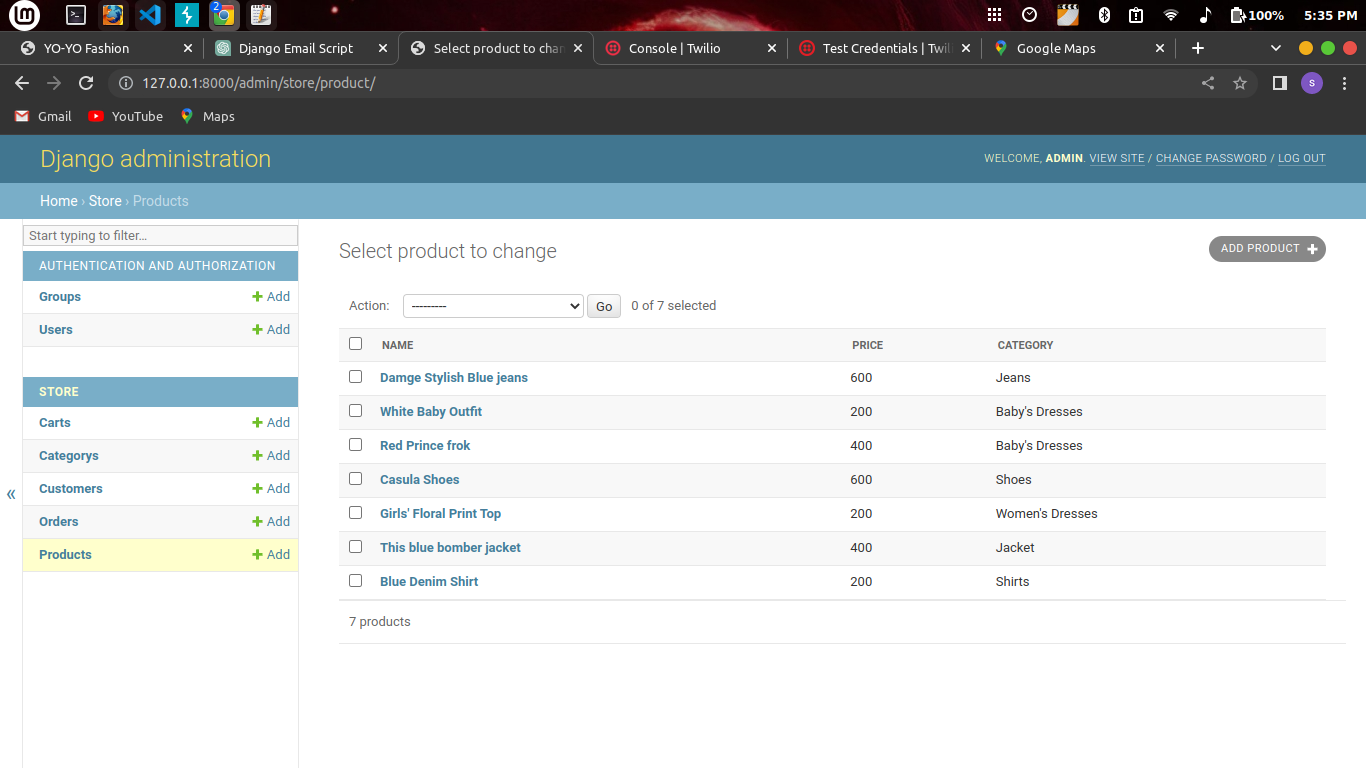 2
100%
5:35 PM
YO-YO Fashion
Django Email Script
Select product to chan
Console | Twilio
Test Credentials | Twil
Google Maps
127.0.0.1:8000/admin/store/product/
S
Gmail
YouTube
Maps
Django administration
WELCOME, ADMIN. VIEW SITE / CHANGE PASSWORD / LOG OUT
Home › Store › Products
Start typing to filter...
AUTHENTICATION AND AUTHORIZATION
Groups
Add
Users
Add
STORE
Carts
Add
Categorys
Add
Customers
Add
Orders
Add
Products
Add
«
Select product to change
ADD PRODUCT
Action:
---------
Go
0 of 7 selected
NAME PRICE CATEGORY
Damge Stylish Blue jeans 600 Jeans
White Baby Outfit 200 Baby's Dresses
Red Prince frok 400 Baby's Dresses
Casula Shoes 600 Shoes
Girls' Floral Print Top 200 Women's Dresses
This blue bomber jacket 400 Jacket
Blue Denim Shirt 200 Shirts
7 products